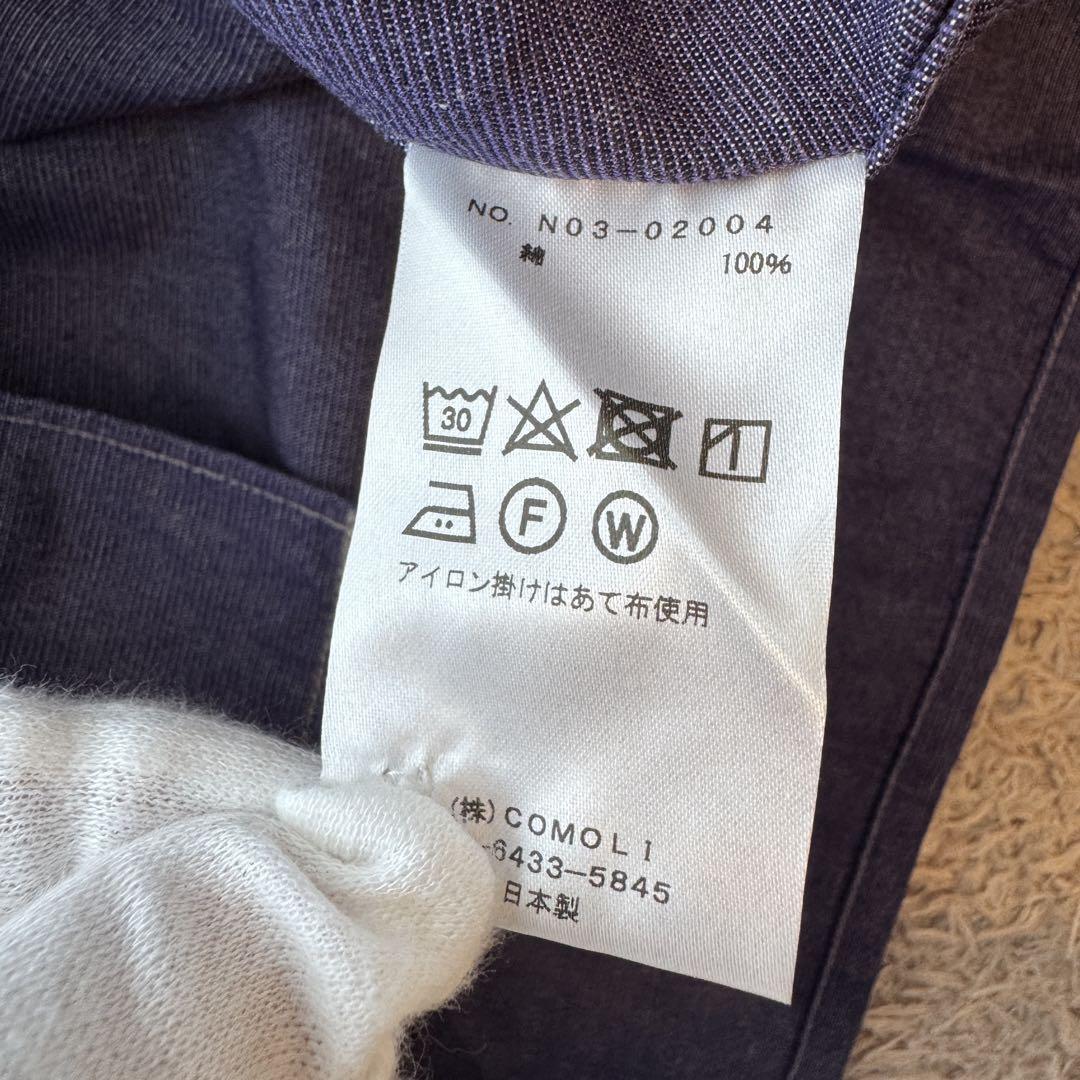 NO. N03-02004
綿 100%
30
F W
アイロン掛けはあて布使用
(株)COMOLI
-6433-5845
日本製